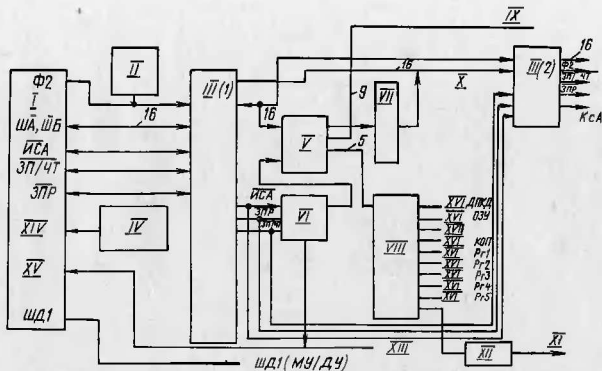 IX
16
Ф2
I
ША, ШБ
ИСА
ЗП/ЧТ
ЗПР
XIV
XV
ШД1
II
16
IV
III (1)
16
16
V
9
5
VII
X
III(2)
16
Ф2
ЗП ЧТ
ЗПР
КсА
ИСА
ЗПР
VI
VIII
XVI ДПКД
XVI ОЗУ
XVII
XVI КОП
XVI Рг1
XVI Рг2
XVI Рг3
XVI Рг4
XVI Рг5
XIII
XII
XI
ШД1 (МУ/ДУ)